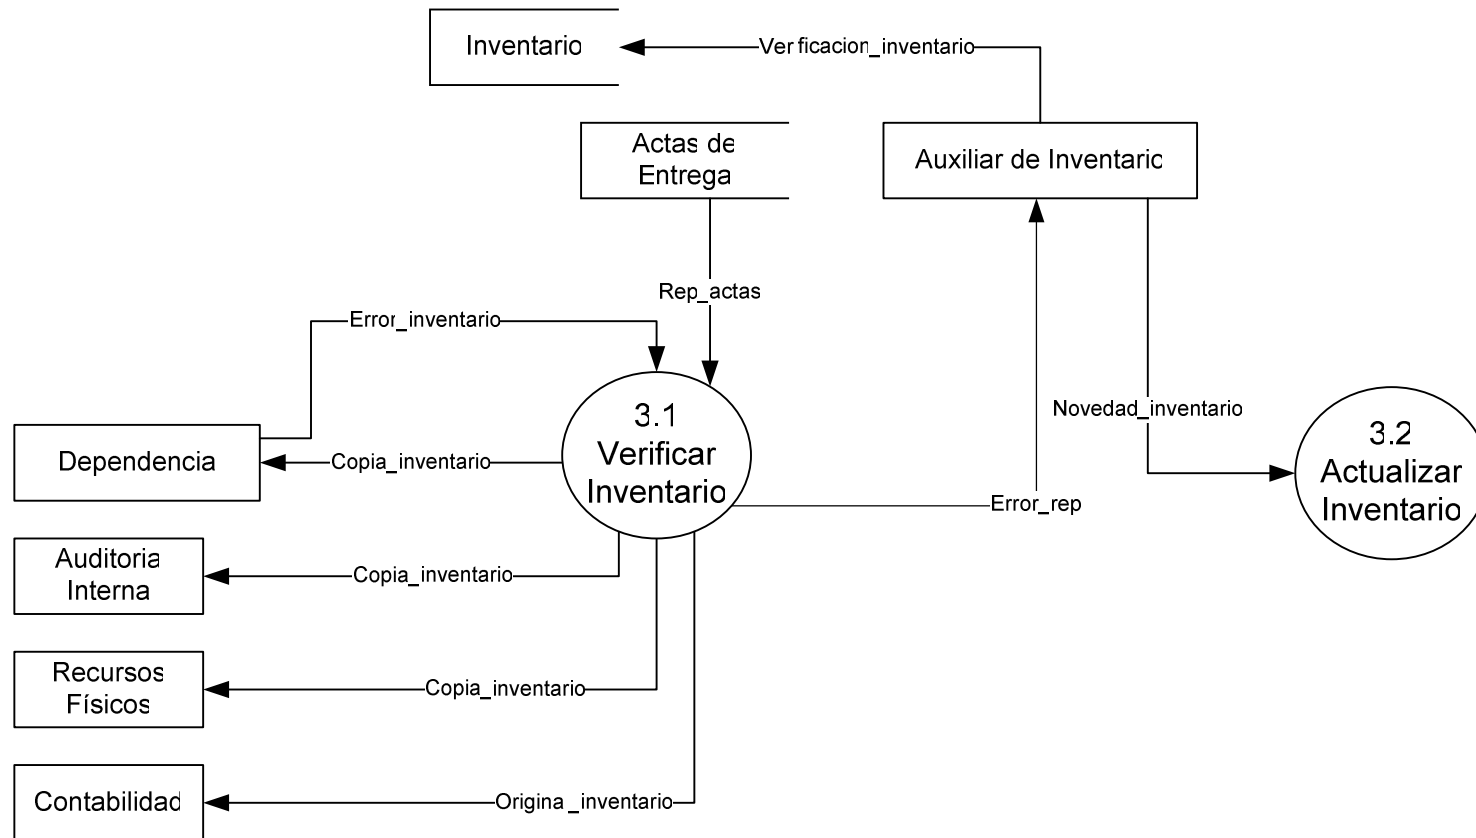 Inventario
Ver ficacion_inventario
Actas de
Entrega
Auxiliar de Inventario
Rep_actas
Error_inventario
3.1
Verificar
Inventario
Novedad_inventario
3.2
Actualizar
Inventario
Dependencia
Copia_inventario
Error_rep
Auditoria
Interna
Copia_inventario
Recursos
Físicos
Copia_inventario
Contabilidad
Origina _inventario